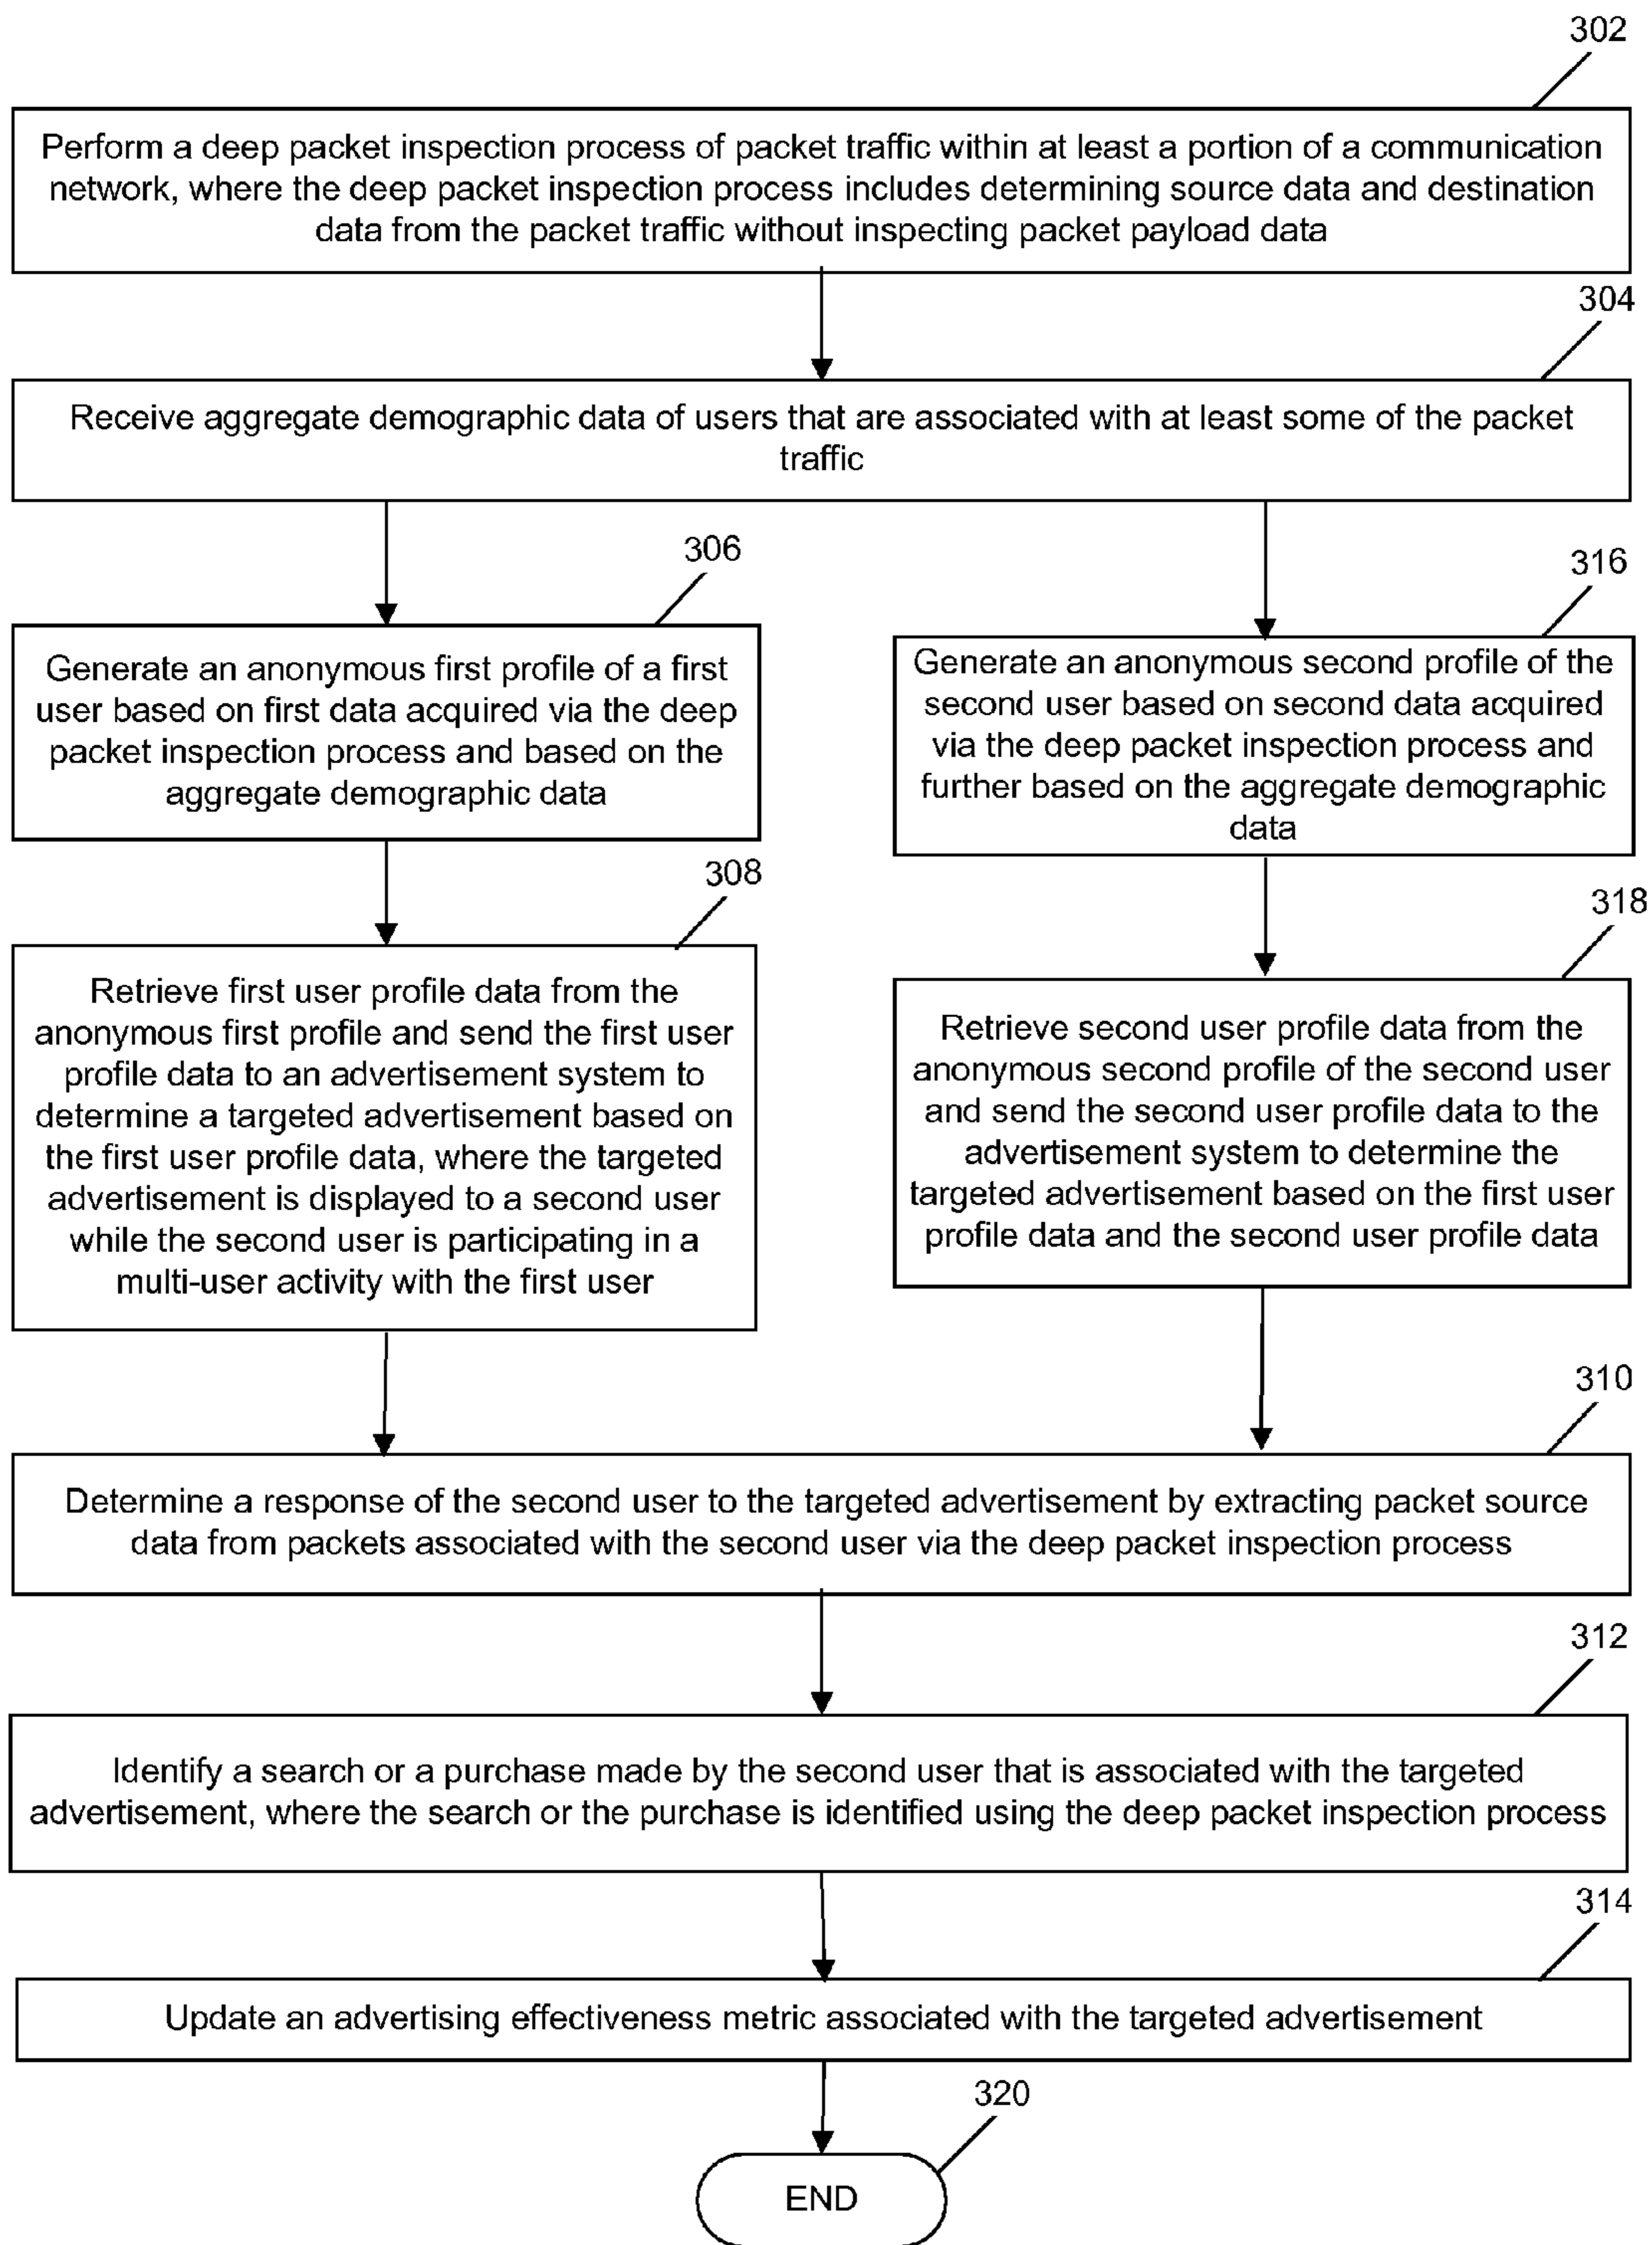 302
Perform a deep packet inspection process of packet traffic within at least a portion of a communication
network, where the deep packet inspection process includes determining source data and destination
data from the packet traffic without inspecting packet payload data
304
Receive aggregate demographic data of users that are associated with at least some of the packet
traffic
306
Generate an anonymous first profile of a first
user based on first data acquired via the deep
packet inspection process and based on the
aggregate demographic data
316
Generate an anonymous second profile of the
second user based on second data acquired
via the deep packet inspection process and
further based on the aggregate demographic
data
308
Retrieve first user profile data from the
anonymous first profile and send the first user
profile data to an advertisement system to
determine a targeted advertisement based on
the first user profile data, where the targeted
advertisement is displayed to a second user
while the second user is participating in a
multi-user activity with the first user
318
Retrieve second user profile data from the
anonymous second profile of the second user
and send the second user profile data to the
advertisement system to determine the
targeted advertisement based on the first user
profile data and the second user profile data
310
Determine a response of the second user to the targeted advertisement by extracting packet source
data from packets associated with the second user via the deep packet inspection process
312
Identify a search or a purchase made by the second user that is associated with the targeted
advertisement, where the search or the purchase is identified using the deep packet inspection process
314
Update an advertising effectiveness metric associated with the targeted advertisement
320
END